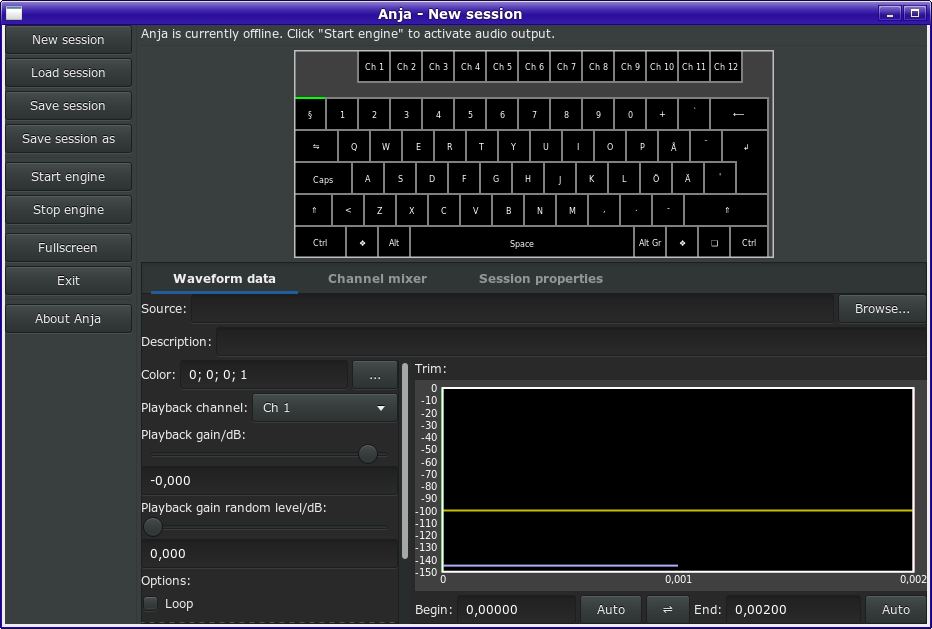 Anja - New session
New session
Load session
Save session
Save session as
Start engine
Stop engine
Fullscreen
Exit
About Anja
Anja is currently offline. Click "Start engine" to activate audio output.
Ch 1 Ch 2 Ch 3 Ch 4 Ch 5 Ch 6 Ch 7 Ch 8 Ch 9 Ch 10 Ch 11 Ch 12
§ 1 2 3 4 5 6 7 8 9 0 + ´ ⟵
⇋ Q W E R T Y U I O P Å ¨ ↲
Caps A S D F G H J K L Ö Ä '
⇑ < Z X C V B N M , . - ⇑
Ctrl ❖ Alt Space Alt Gr ❖ ❏ Ctrl
Waveform data Channel mixer Session properties
Source: Browse...
Description:
Color: 0; 0; 0; 1 ...
Playback channel: Ch 1
Playback gain/dB:
-0,000
Playback gain random level/dB:
0,000
Options:
Loop
Trim:
0
-10
-20
-30
-40
-50
-60
-70
-80
-90
-100
-110
-120
-130
-140
-150
0 0,001 0,002
Begin: 0,00000 Auto ⇌ End: 0,00200 Auto